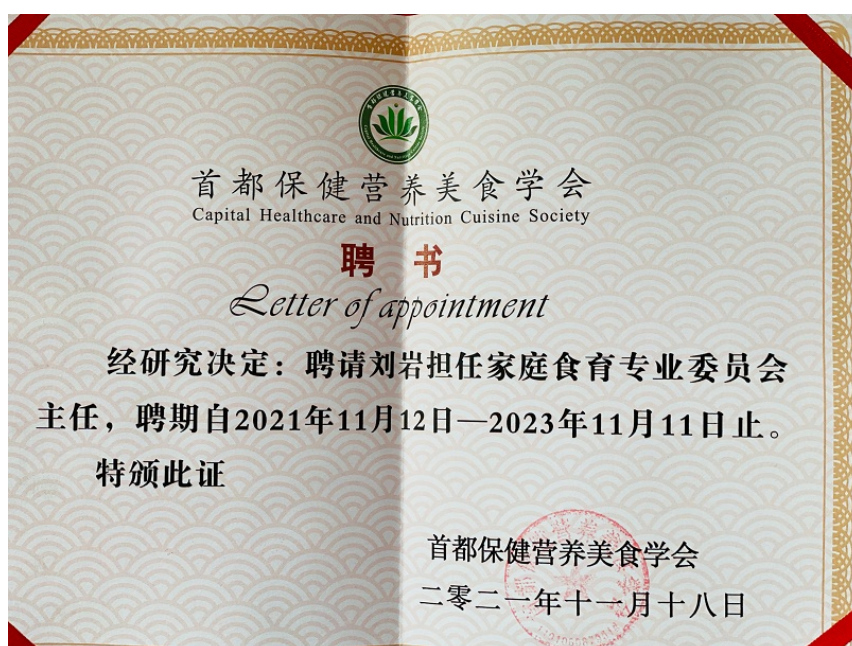 首都保健营养美食学会
Capital Healthcare and Nutrition Cuisine Society
聘 书
Letter of appointment
经研究决定：聘请刘岩担任家庭食育专业委员会
主任，聘期自2021年11月12日—2023年11月11日止。
特颁此证
首都保健营养美食学会
二零二一年十一月十八日